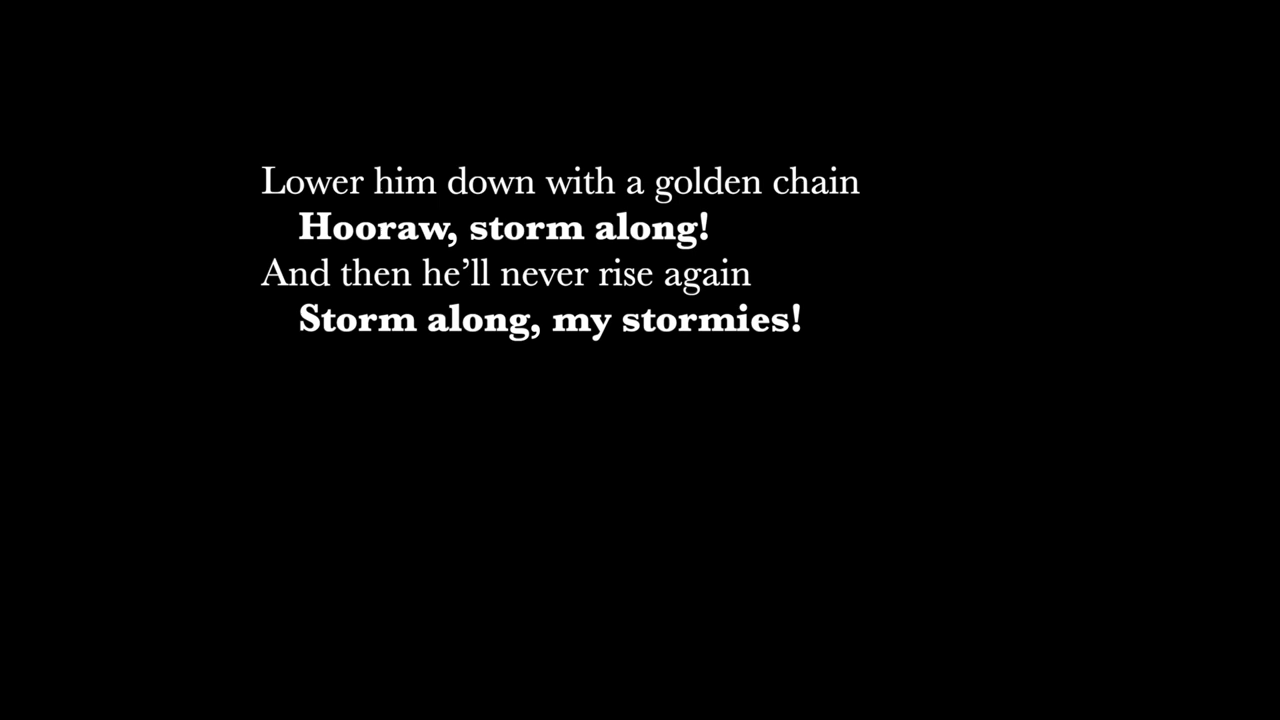 Lower him down with a golden chain
Hooraw, storm along!
And then he’ll never rise again
Storm along, my stormies!